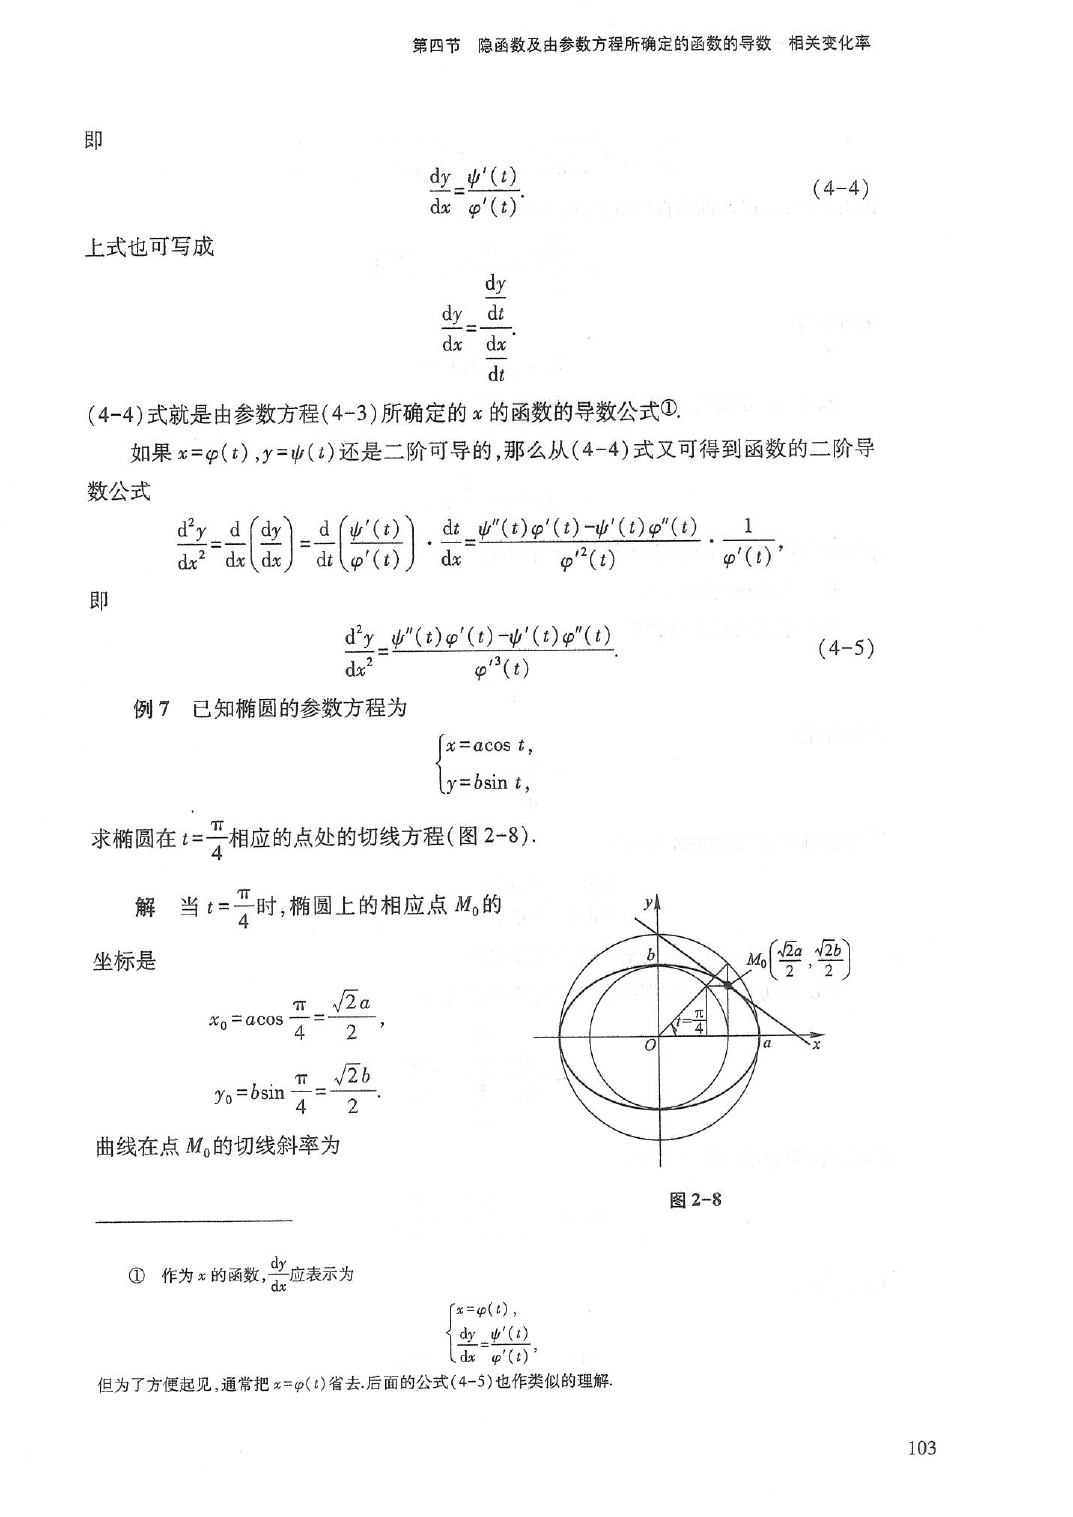 第四节 隐函数及由参数方程所确定的函数的导数 相关变化率
即
dy/dx=ψ′(t)/φ′(t). (4-4)
上式也可写成
dy/dx=(dy/dt)/(dx/dt).
(4-4)式就是由参数方程(4-3)所确定的 x 的函数的导数公式①.
如果 x=φ(t),y=ψ(t)还是二阶可导的,那么从(4-4)式又可得到函数的二阶导
数公式
d²y/dx²=d/dx(dy/dx)=d/dt(ψ′(t)/φ′(t))·dt/dx=(ψ″(t)φ′(t)-ψ′(t)φ″(t))/φ′²(t)·1/φ′(t),
即
d²y/dx²=(ψ″(t)φ′(t)-ψ′(t)φ″(t))/φ′³(t). (4-5)
例 7 已知椭圆的参数方程为
{x=acos t,
y=bsin t,
求椭圆在 t=π/4相应的点处的切线方程(图 2-8).
解 当 t=π/4时,椭圆上的相应点 M₀的
坐标是
x₀=acos π/4=√2a/2,
y₀=bsin π/4=√2b/2.
曲线在点 M₀的切线斜率为
y
b
M₀(√2a/2,√2b/2)
t=π/4
O
a
x
图 2-8
① 作为 x 的函数,dy/dx应表示为
{x=φ(t),
dy/dx=ψ′(t)/φ′(t),
但为了方便起见,通常把 x=φ(t)省去.后面的公式(4-5)也作类似的理解.
103